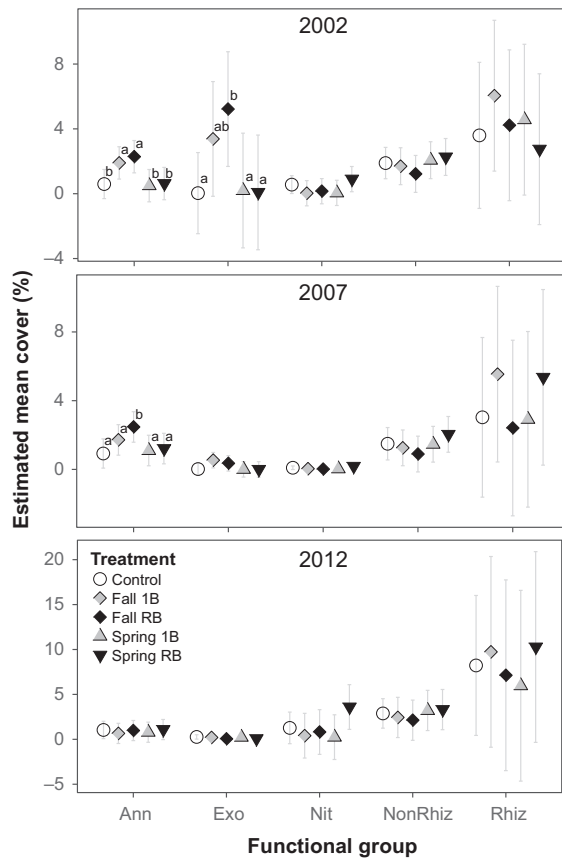 2002
8
4
0
–4
b
a
a
b
b
a
ab
b
a
a
2007
8
4
0
a
a
b
a
a
Estimated mean cover (%)
2012
20
15
10
5
0
–5
Treatment
Control
Fall 1B
Fall RB
Spring 1B
Spring RB
Ann Exo Nit NonRhiz Rhiz
Functional group